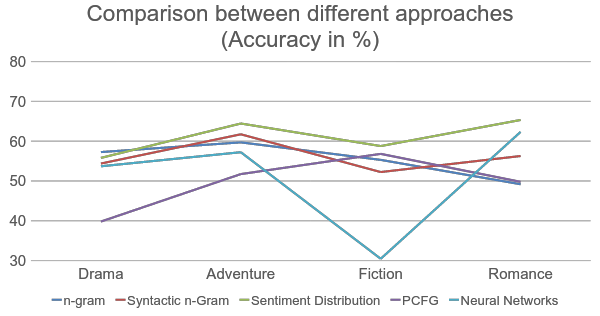 Comparison between different approaches
(Accuracy in %)
80
70
60
50
40
30
Drama Adventure Fiction Romance
n-gram Syntactic n-Gram Sentiment Distribution PCFG Neural Networks